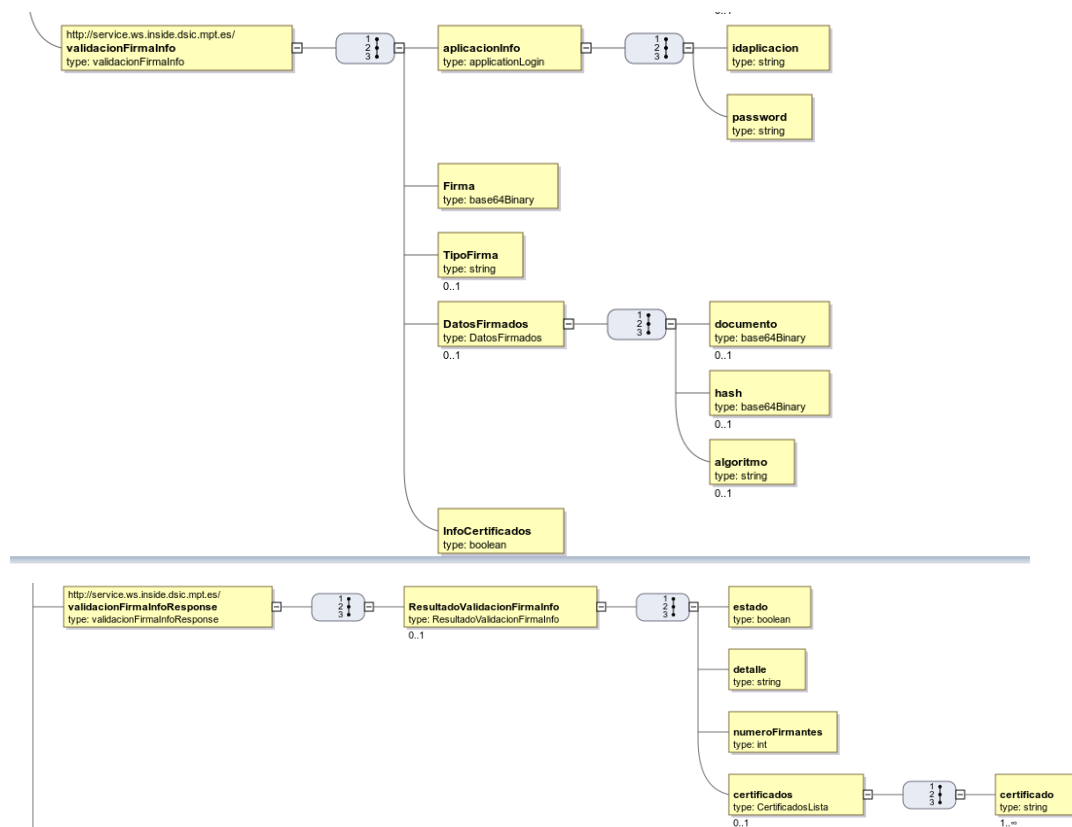 0..1
http://service.ws.inside.dsic.mpt.es/
validacionFirmaInfo
type: validacionFirmaInfo
1
2
3
aplicacionInfo
type: applicationLogin
1
2
3
idaplicacion
type: string
password
type: string
Firma
type: base64Binary
TipoFirma
type: string
0..1
DatosFirmados
type: DatosFirmados
0..1
1
2
3
documento
type: base64Binary
0..1
hash
type: base64Binary
0..1
algoritmo
type: string
0..1
InfoCertificados
type: boolean
http://service.ws.inside.dsic.mpt.es/
validacionFirmaInfoResponse
type: validacionFirmaInfoResponse
1
2
3
ResultadoValidacionFirmaInfo
type: ResultadoValidacionFirmaInfo
0..1
1
2
3
estado
type: boolean
detalle
type: string
numeroFirmantes
type: int
certificados
type: CertificadosLista
0..1
1
2
3
certificado
type: string
1..∞